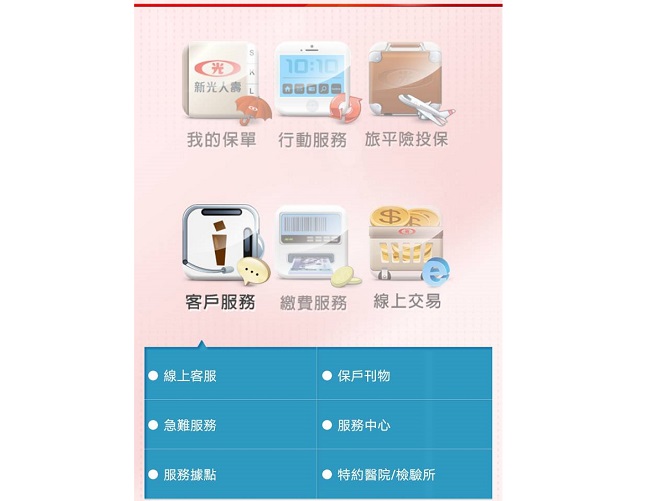 光
新光人壽
S
K
L
10:10
我的保單
行動服務
旅平險投保
客戶服務
繳費服務
線上交易
線上客服
保戶刊物
急難服務
服務中心
服務據點
特約醫院/檢驗所